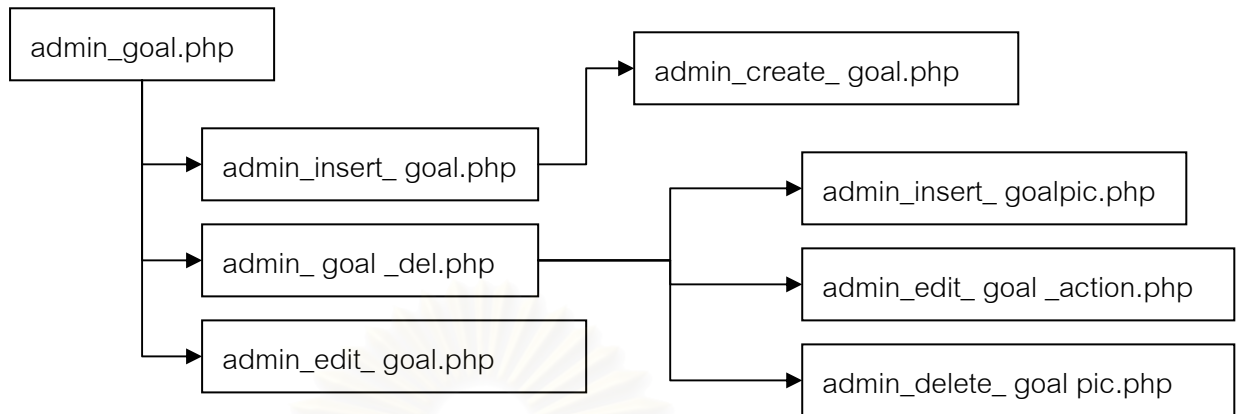 admin_goal.php
admin_create_ goal.php
admin_insert_ goal.php
admin_insert_ goalpic.php
admin_ goal _del.php
admin_edit_ goal _action.php
admin_edit_ goal.php
admin_delete_ goal pic.php